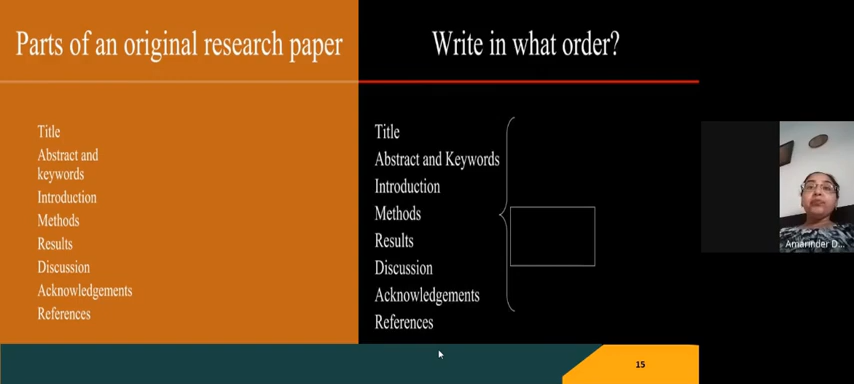 Parts of an original research paper
Title
Abstract and
keywords
Introduction
Methods
Results
Discussion
Acknowledgements
References
Write in what order?
Title
Abstract and Keywords
Introduction
Methods
Results
Discussion
Acknowledgements
References
15
Amarinder D...